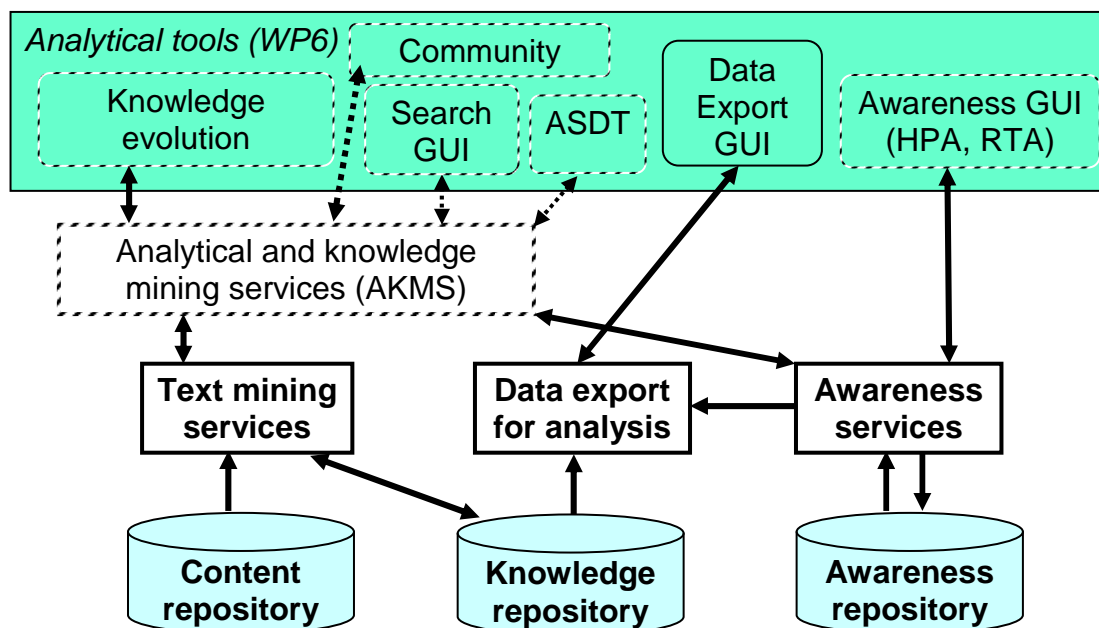 Analytical tools (WP6)
Community
Knowledge
evolution
Search
GUI
ASDT
Data
Export
GUI
Awareness GUI
(HPA, RTA)
Analytical and knowledge
mining services (AKMS)
Text mining
services
Data export
for analysis
Awareness
services
Content
repository
Knowledge
repository
Awareness
repository